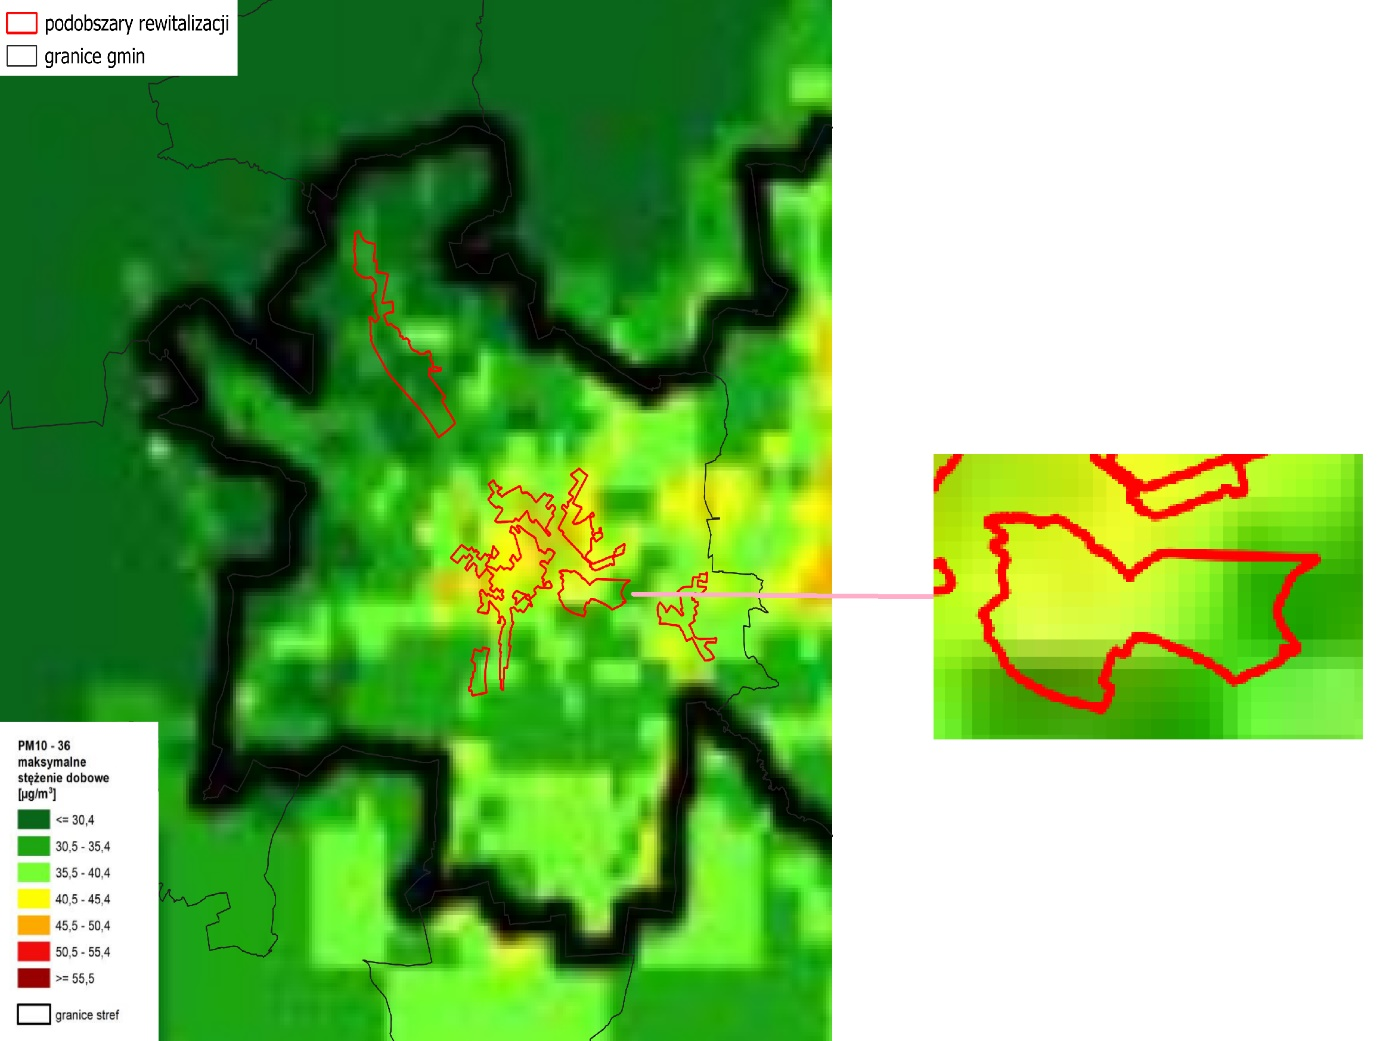 podobszary rewitalizacji
granice gmin
PM10 - 36
maksymalne
stężenie dobowe
[µg/m³]
<= 30,4
30,5 - 35,4
35,5 - 40,4
40,5 - 45,4
45,5 - 50,4
50,5 - 55,4
>= 55,5
granice stref